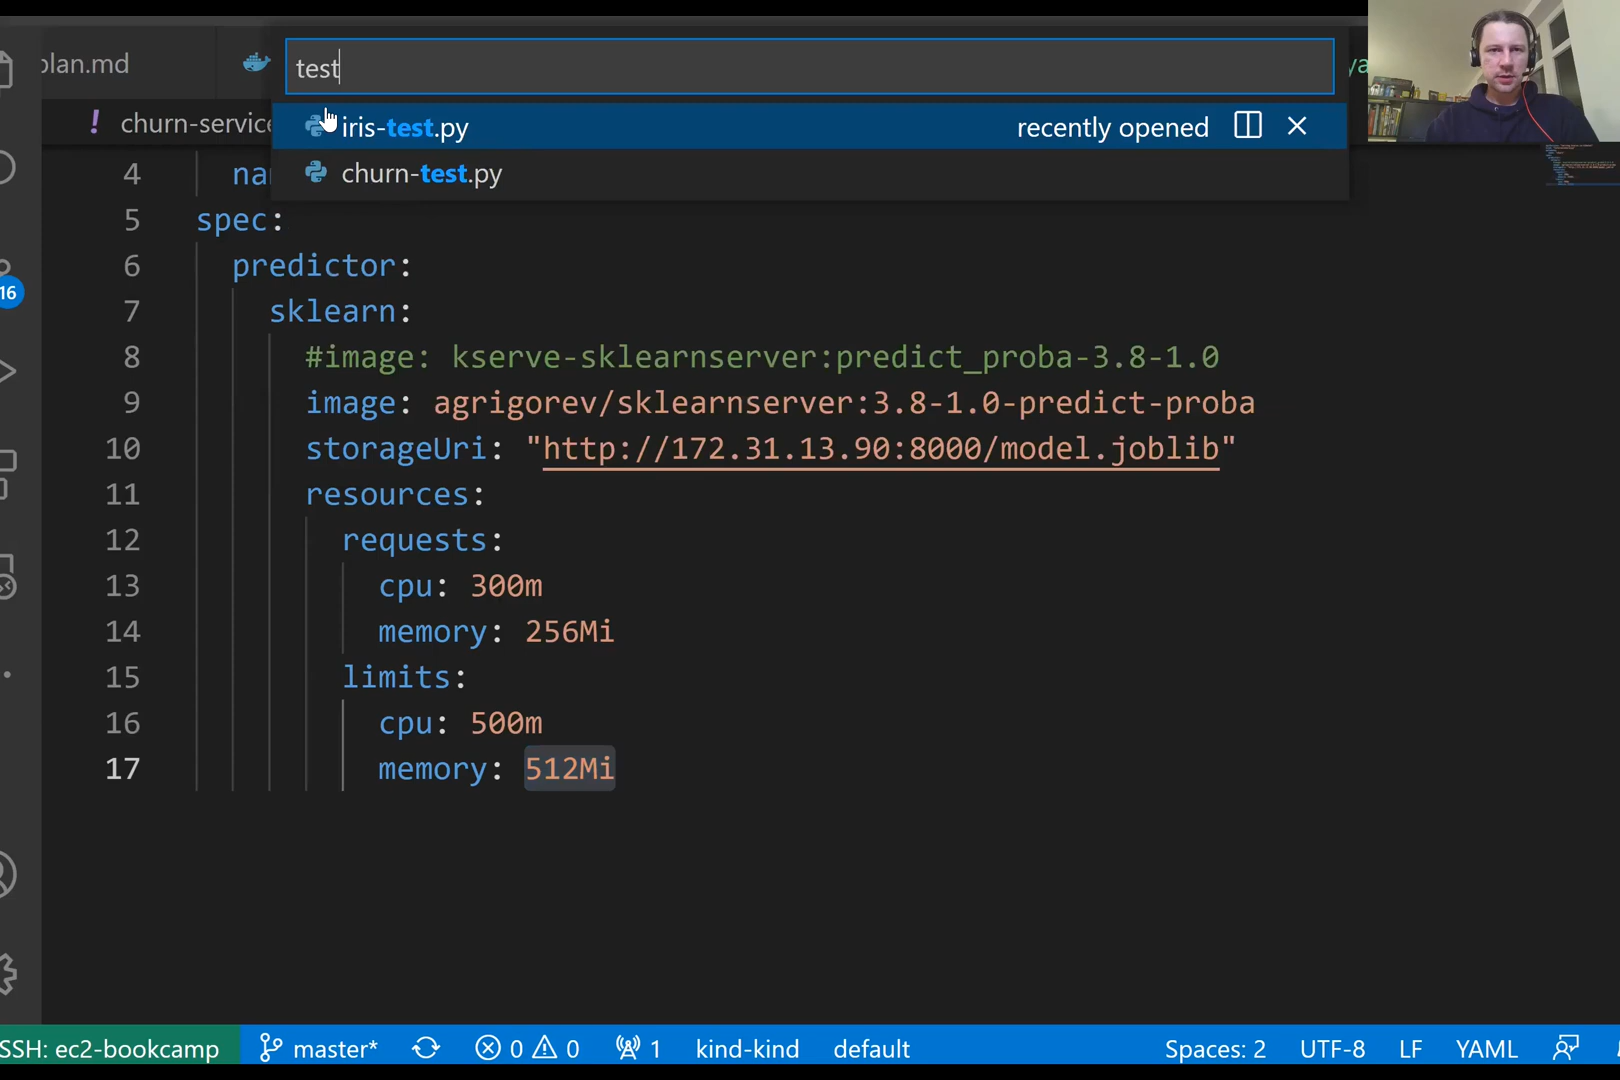 plan.md
test
iris-test.py recently opened
churn-test.py
churn-service
4
5 spec:
6 predictor:
7 sklearn:
8 #image: kserve-sklearnserver:predict_proba-3.8-1.0
9 image: agrigorev/sklearnserver:3.8-1.0-predict-proba
10 storageUri: "http://172.31.13.90:8000/model.joblib"
11 resources:
12 requests:
13 cpu: 300m
14 memory: 256Mi
15 limits:
16 cpu: 500m
17 memory: 512Mi
16
SSH: ec2-bookcamp master* 0 0 1 kind-kind default Spaces: 2 UTF-8 LF YAML